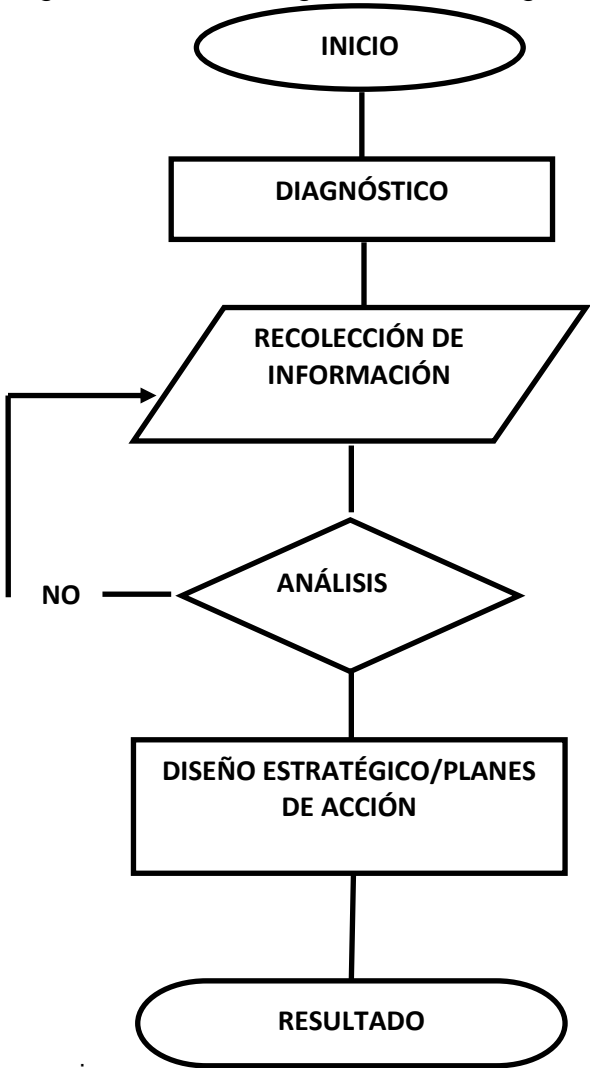 INICIO
DIAGNÓSTICO
RECOLECCIÓN DE
INFORMACIÓN
ANÁLISIS
NO
DISEÑO ESTRATÉGICO/PLANES
DE ACCIÓN
RESULTADO
.